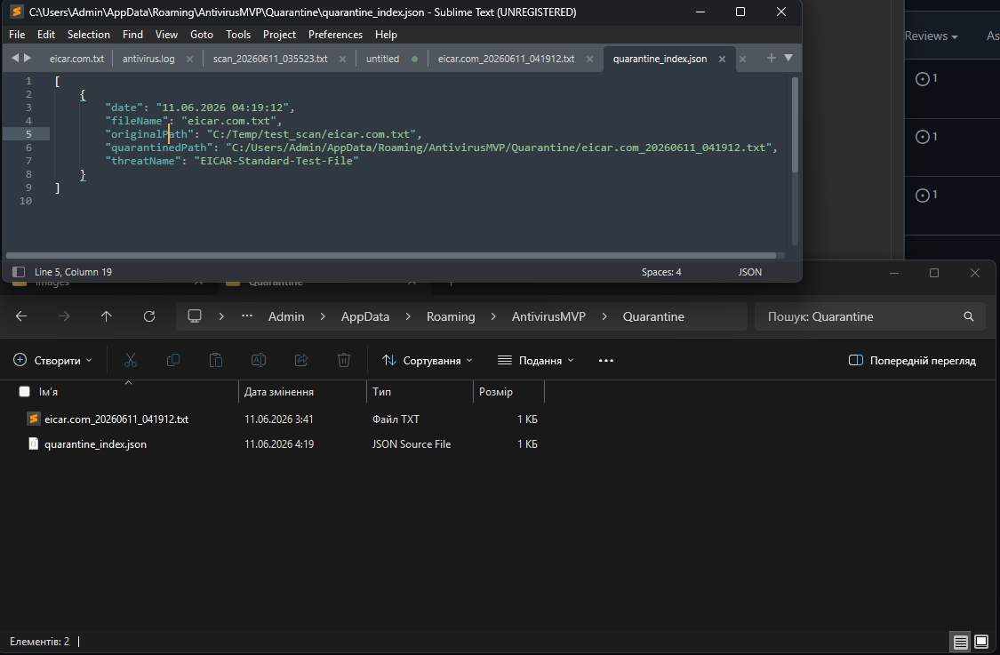 C:\Users\Admin\AppData\Roaming\AntivirusMVP\Quarantine\quarantine_index.json - Sublime Text (UNREGISTERED)
File Edit Selection Find View Goto Tools Project Preferences Help
eicar.com.txt antivirus.log scan_20260611_035523.txt untitled eicar.com_20260611_041912.txt quarantine_index.json
1 [
2 {
3 "date": "11.06.2026 04:19:12",
4 "fileName": "eicar.com.txt",
5 "originalPath": "C:/Temp/test_scan/eicar.com.txt",
6 "quarantinedPath": "C:/Users/Admin/AppData/Roaming/AntivirusMVP/Quarantine/eicar.com_20260611_041912.txt",
7 "threatName": "EICAR-Standard-Test-File"
8 }
9 ]
10
Line 5, Column 19 Spaces: 4 JSON
Reviews As
1
1
1
Images Quarantine
Admin > AppData > Roaming > AntivirusMVP > Quarantine
Пошук: Quarantine
Створити Сортування Подання Попередній перегляд
Ім'я Дата змінення Тип Розмір
eicar.com_20260611_041912.txt 11.06.2026 3:41 Файл TXT 1 КБ
quarantine_index.json 11.06.2026 4:19 JSON Source File 1 КБ
Елементів: 2